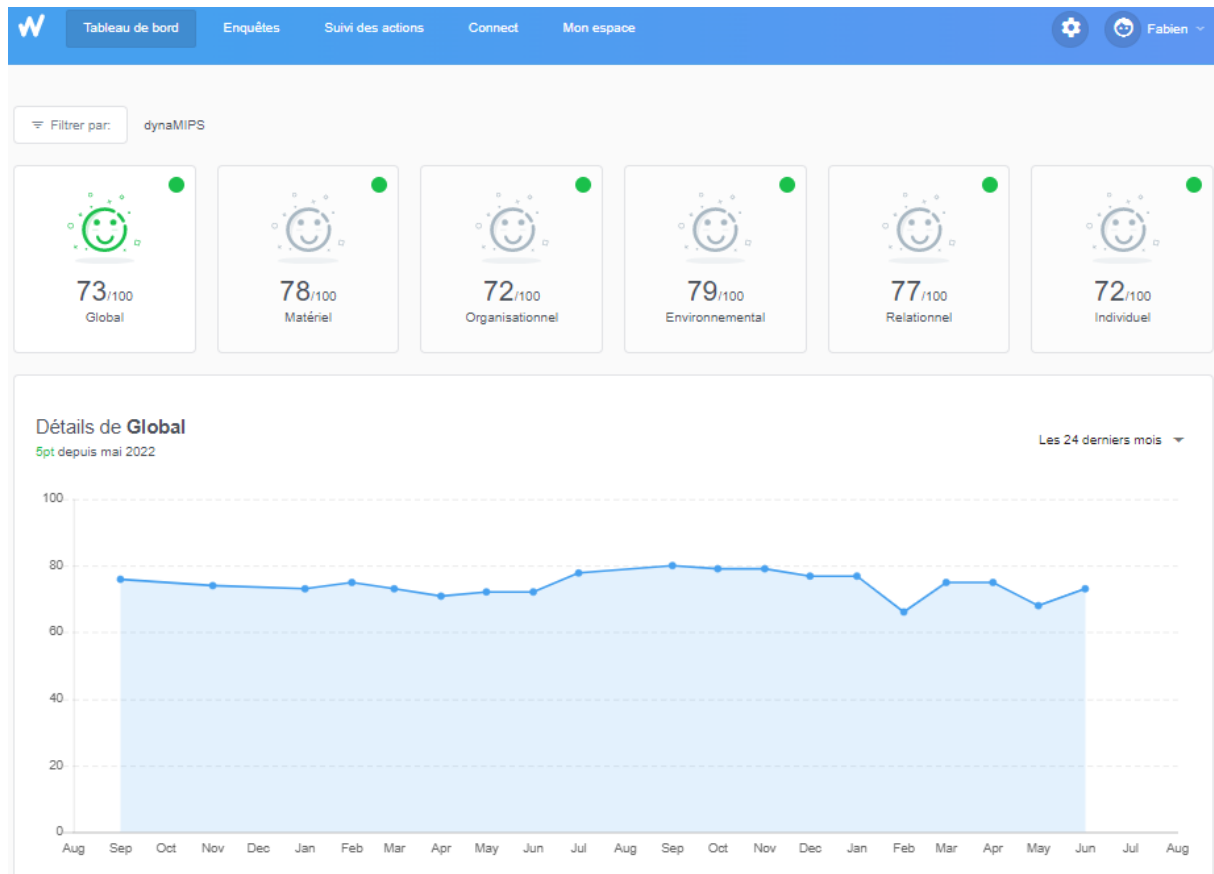 Tableau de bord Enquêtes Suivi des actions Connect Mon espace Fabien
Filtrer par: dynaMIPS
73/100 78/100 72/100 79/100 77/100 72/100
Global Matériel Organisationnel Environnemental Relationnel Individuel
Détails de Global
5pt depuis mai 2022
Les 24 derniers mois
100
80
60
40
20
0
Aug Sep Oct Nov Dec Jan Feb Mar Apr May Jun Jul Aug Sep Oct Nov Dec Jan Feb Mar Apr May Jun Jul Aug